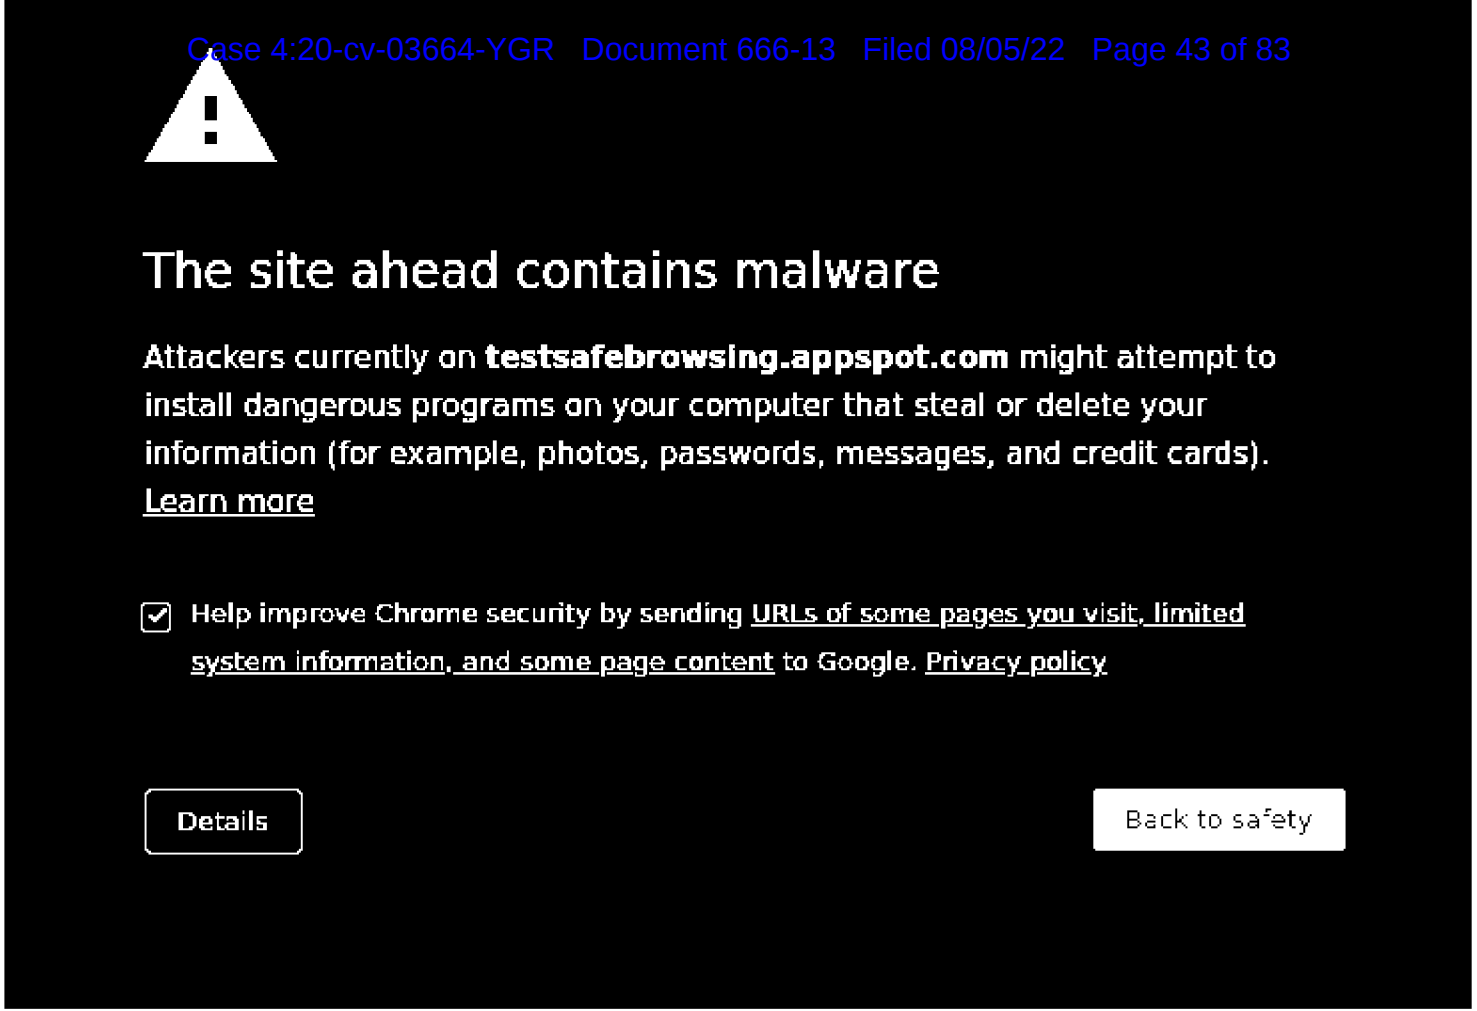 Case 4:20-cv-03664-YGR Document 666-13 Filed 08/05/22 Page 43 of 83
The site ahead contains malware
Attackers currently on testsafebrowsing.appspot.com might attempt to
install dangerous programs on your computer that steal or delete your
information (for example, photos, passwords, messages, and credit cards).
Learn more
Help improve Chrome security by sending URLs of some pages you visit, limited
system information, and some page content to Google. Privacy policy
Details
Back to safety